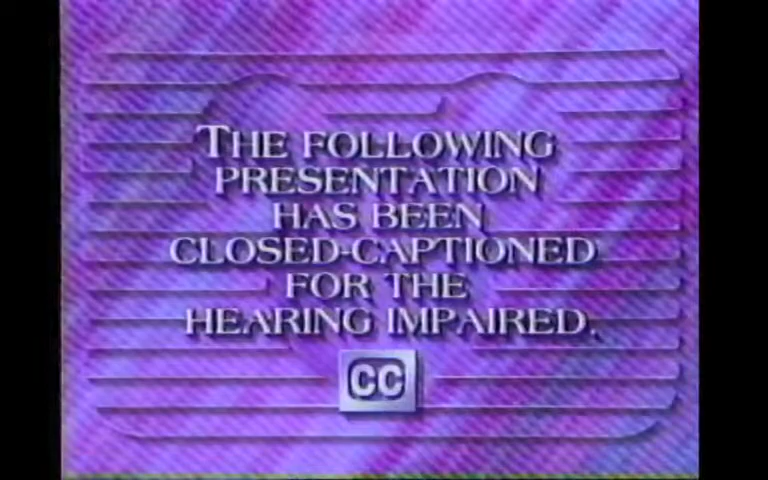 THE FOLLOWING
PRESENTATION
HAS BEEN
CLOSED-CAPTIONED
FOR THE
HEARING IMPAIRED.
CC